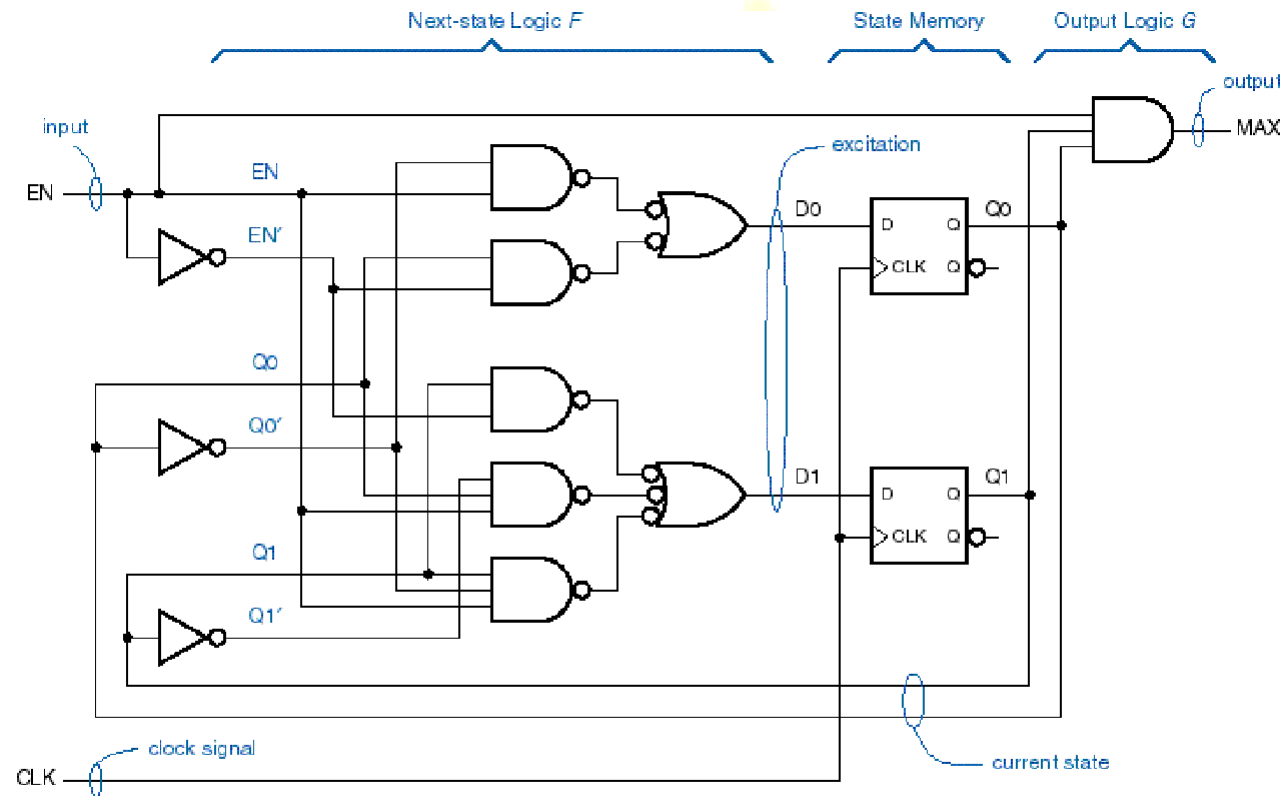 Next-state Logic F
State Memory
Output Logic G
output
input
MAX
excitation
EN
EN
EN′
D0
Q0
D
Q
CLK
Q
Q0
Q0′
D1
Q1
D
Q
CLK
Q
Q1
Q1′
clock signal
current state
CLK